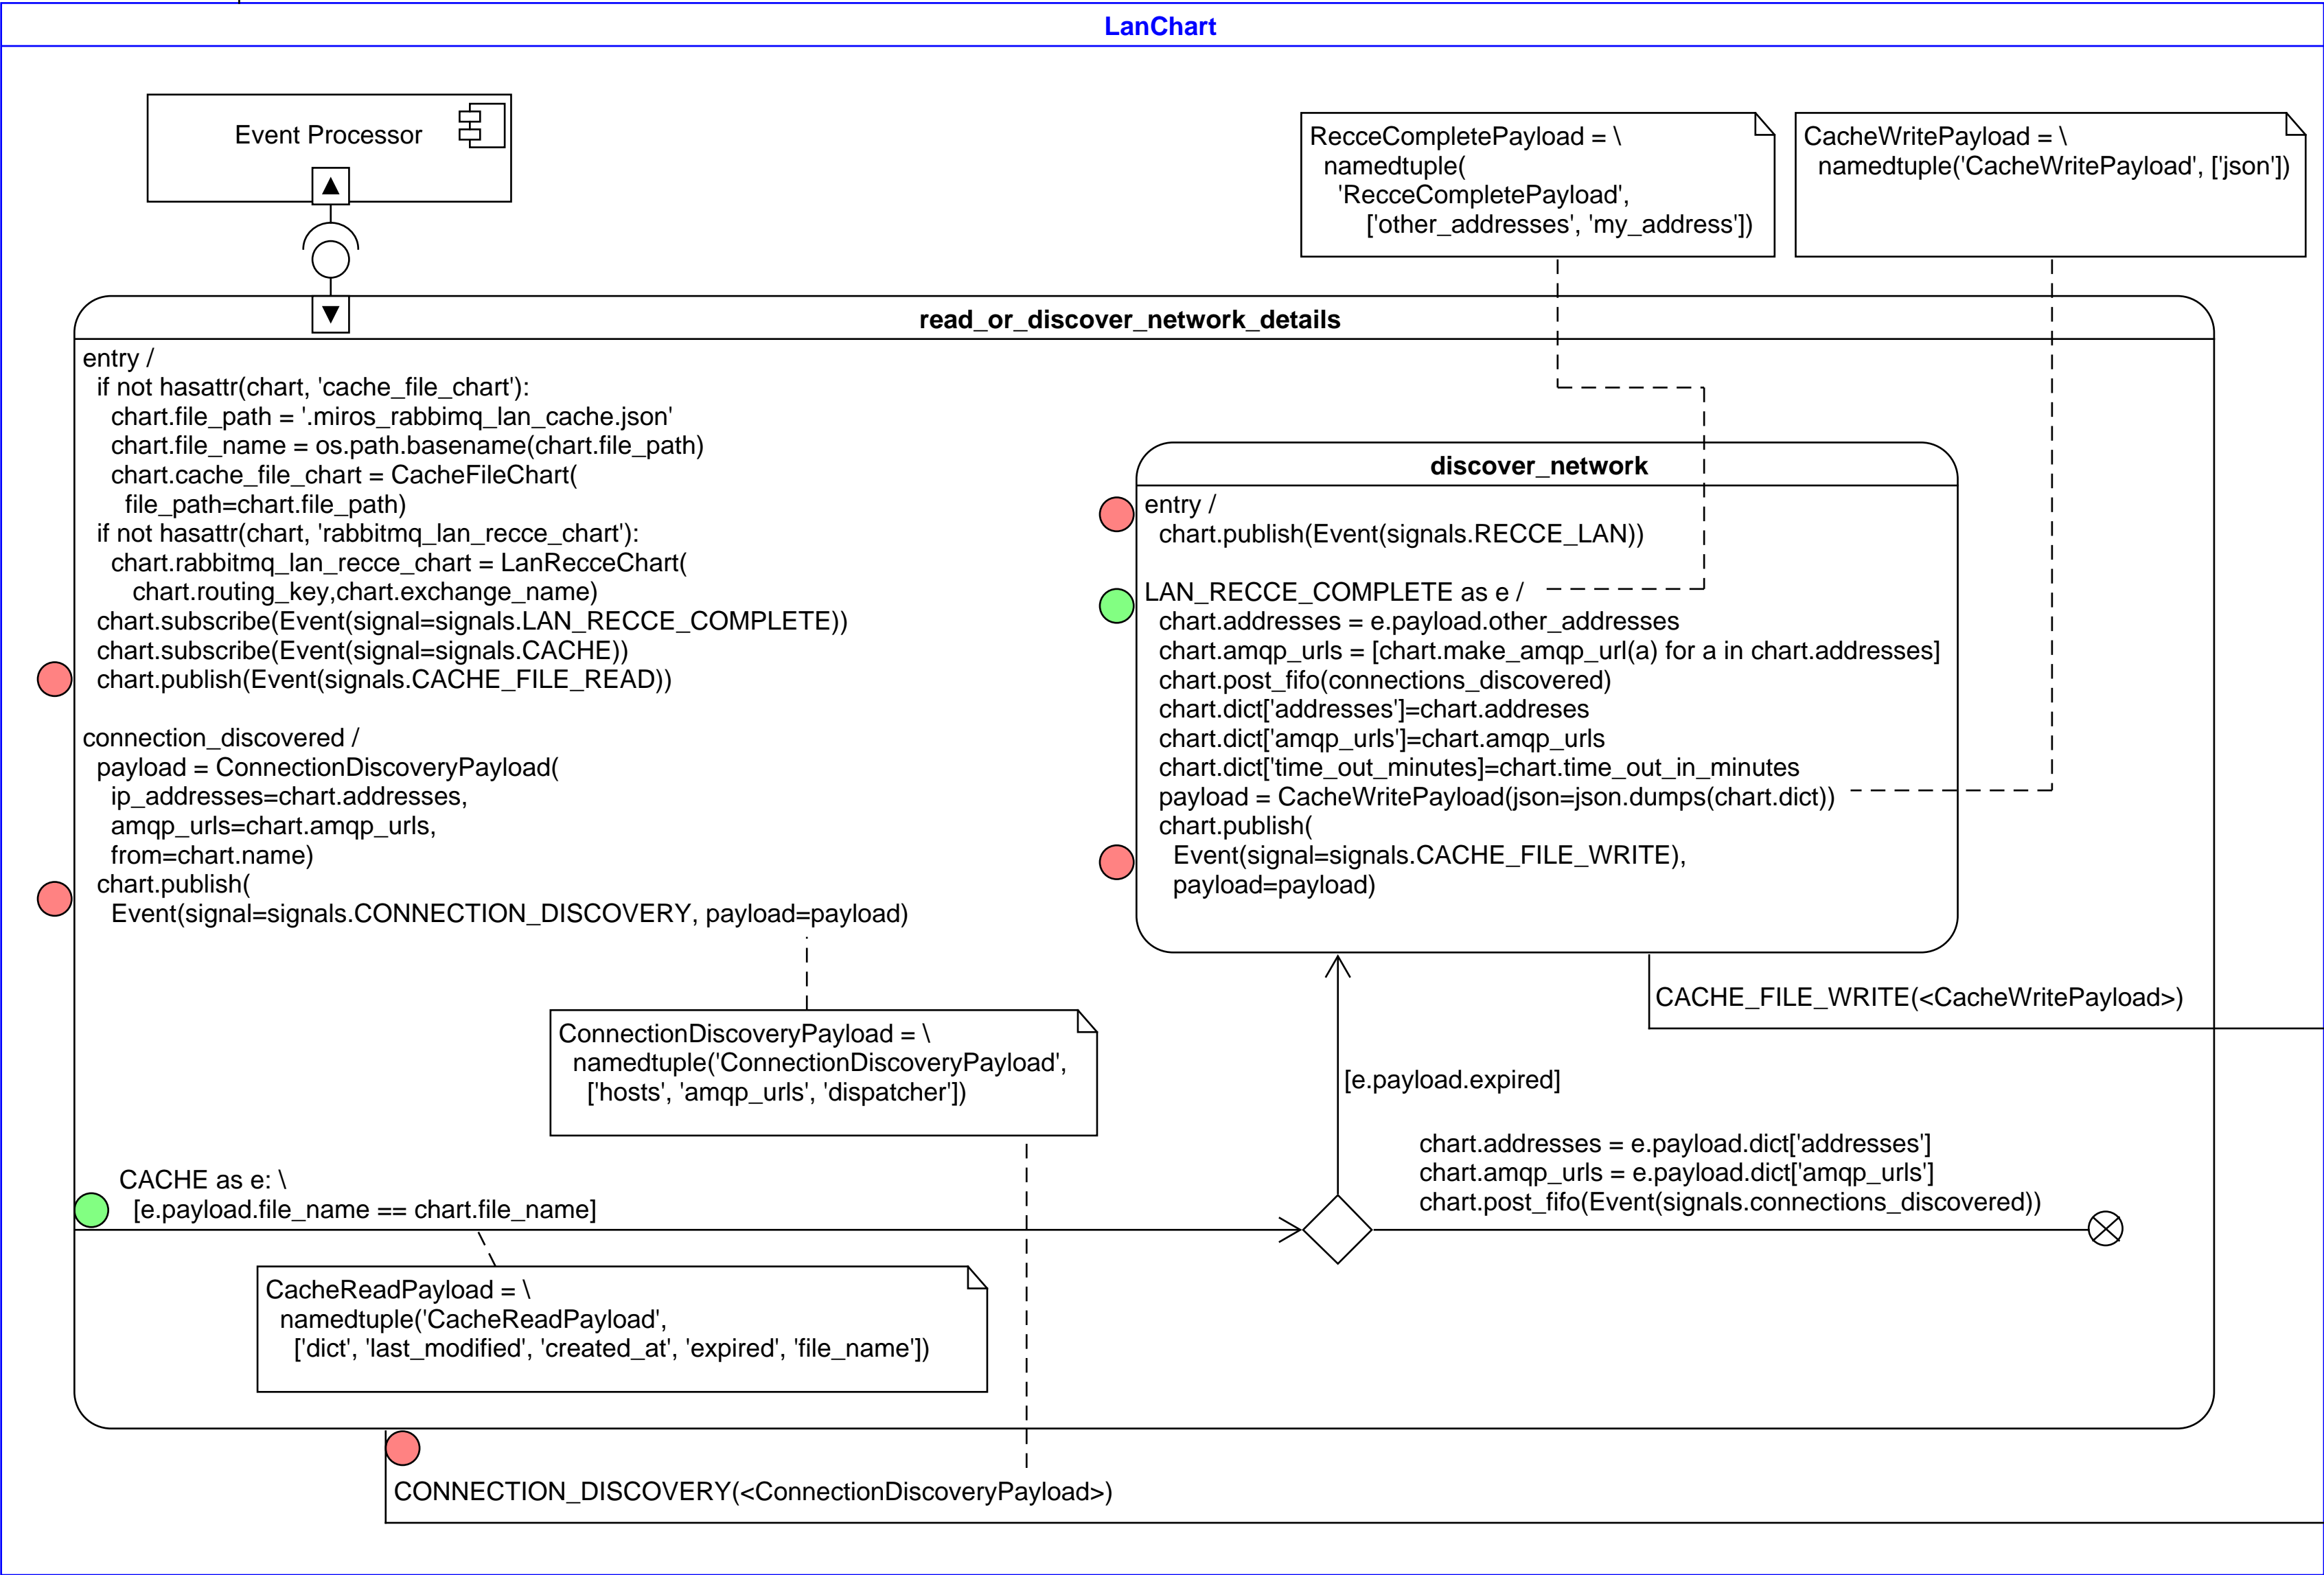 LanChart
Event Processor
RecceCompletePayload = \
namedtuple(
'RecceCompletePayload',
['other_addresses', 'my_address'])
CacheWritePayload = \
namedtuple('CacheWritePayload', ['json'])
read_or_discover_network_details
entry /
if not hasattr(chart, 'cache_file_chart'):
chart.file_path = '.miros_rabbimq_lan_cache.json'
chart.file_name = os.path.basename(chart.file_path)
chart.cache_file_chart = CacheFileChart(
file_path=chart.file_path)
if not hasattr(chart, 'rabbitmq_lan_recce_chart'):
chart.rabbitmq_lan_recce_chart = LanRecceChart(
chart.routing_key,chart.exchange_name)
chart.subscribe(Event(signal=signals.LAN_RECCE_COMPLETE))
chart.subscribe(Event(signal=signals.CACHE))
chart.publish(Event(signals.CACHE_FILE_READ))
connection_discovered /
payload = ConnectionDiscoveryPayload(
ip_addresses=chart.addresses,
amqp_urls=chart.amqp_urls,
from=chart.name)
chart.publish(
Event(signal=signals.CONNECTION_DISCOVERY, payload=payload)
discover_network
entry /
chart.publish(Event(signals.RECCE_LAN))
LAN_RECCE_COMPLETE as e /
chart.addresses = e.payload.other_addresses
chart.amqp_urls = [chart.make_amqp_url(a) for a in chart.addresses]
chart.post_fifo(connections_discovered)
chart.dict['addresses']=chart.addreses
chart.dict['amqp_urls']=chart.amqp_urls
chart.dict['time_out_minutes]=chart.time_out_in_minutes
payload = CacheWritePayload(json=json.dumps(chart.dict))
chart.publish(
Event(signal=signals.CACHE_FILE_WRITE),
payload=payload)
CACHE_FILE_WRITE(<CacheWritePayload>)
ConnectionDiscoveryPayload = \
namedtuple('ConnectionDiscoveryPayload',
['hosts', 'amqp_urls', 'dispatcher'])
[e.payload.expired]
chart.addresses = e.payload.dict['addresses']
chart.amqp_urls = e.payload.dict['amqp_urls']
chart.post_fifo(Event(signals.connections_discovered))
CACHE as e: \
[e.payload.file_name == chart.file_name]
CacheReadPayload = \
namedtuple('CacheReadPayload',
['dict', 'last_modified', 'created_at', 'expired', 'file_name'])
CONNECTION_DISCOVERY(<ConnectionDiscoveryPayload>)